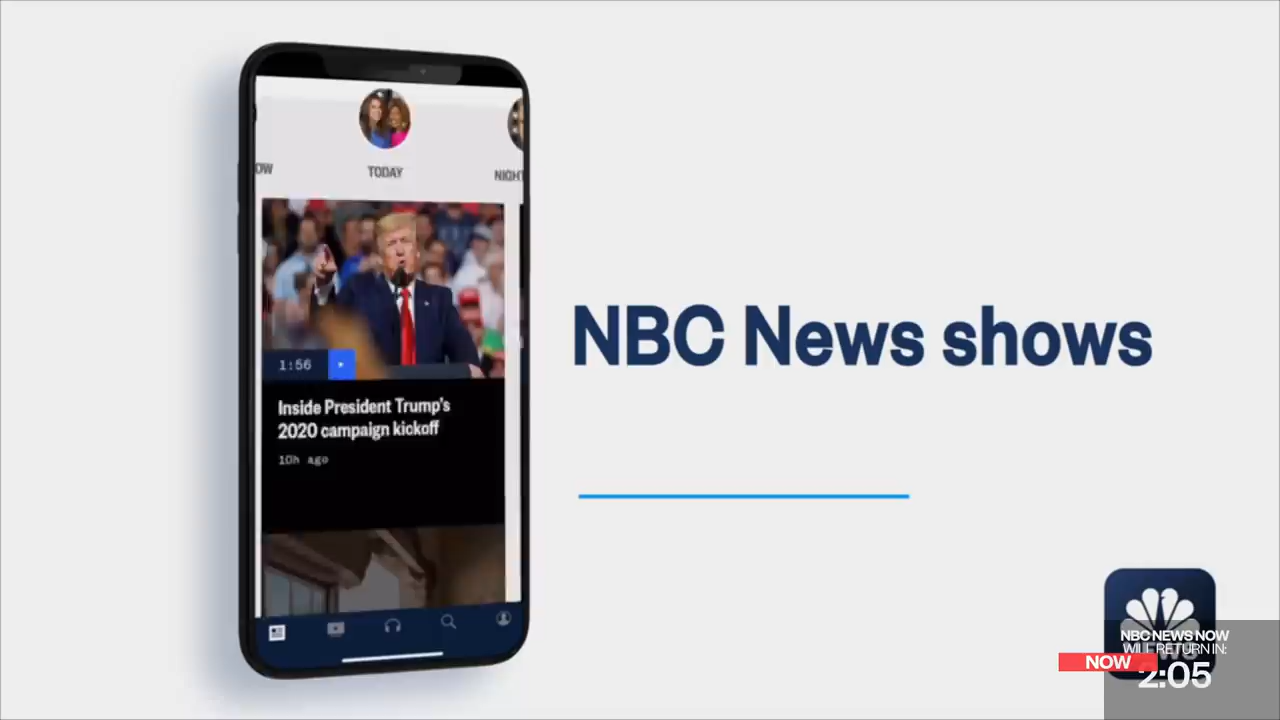 OW
TODAY
NIGH
1:56
Inside President Trump's
2020 campaign kickoff
10h ago
NBC News shows
NBC NEWS NOW
WILL RETURN IN:
NOW
2:05